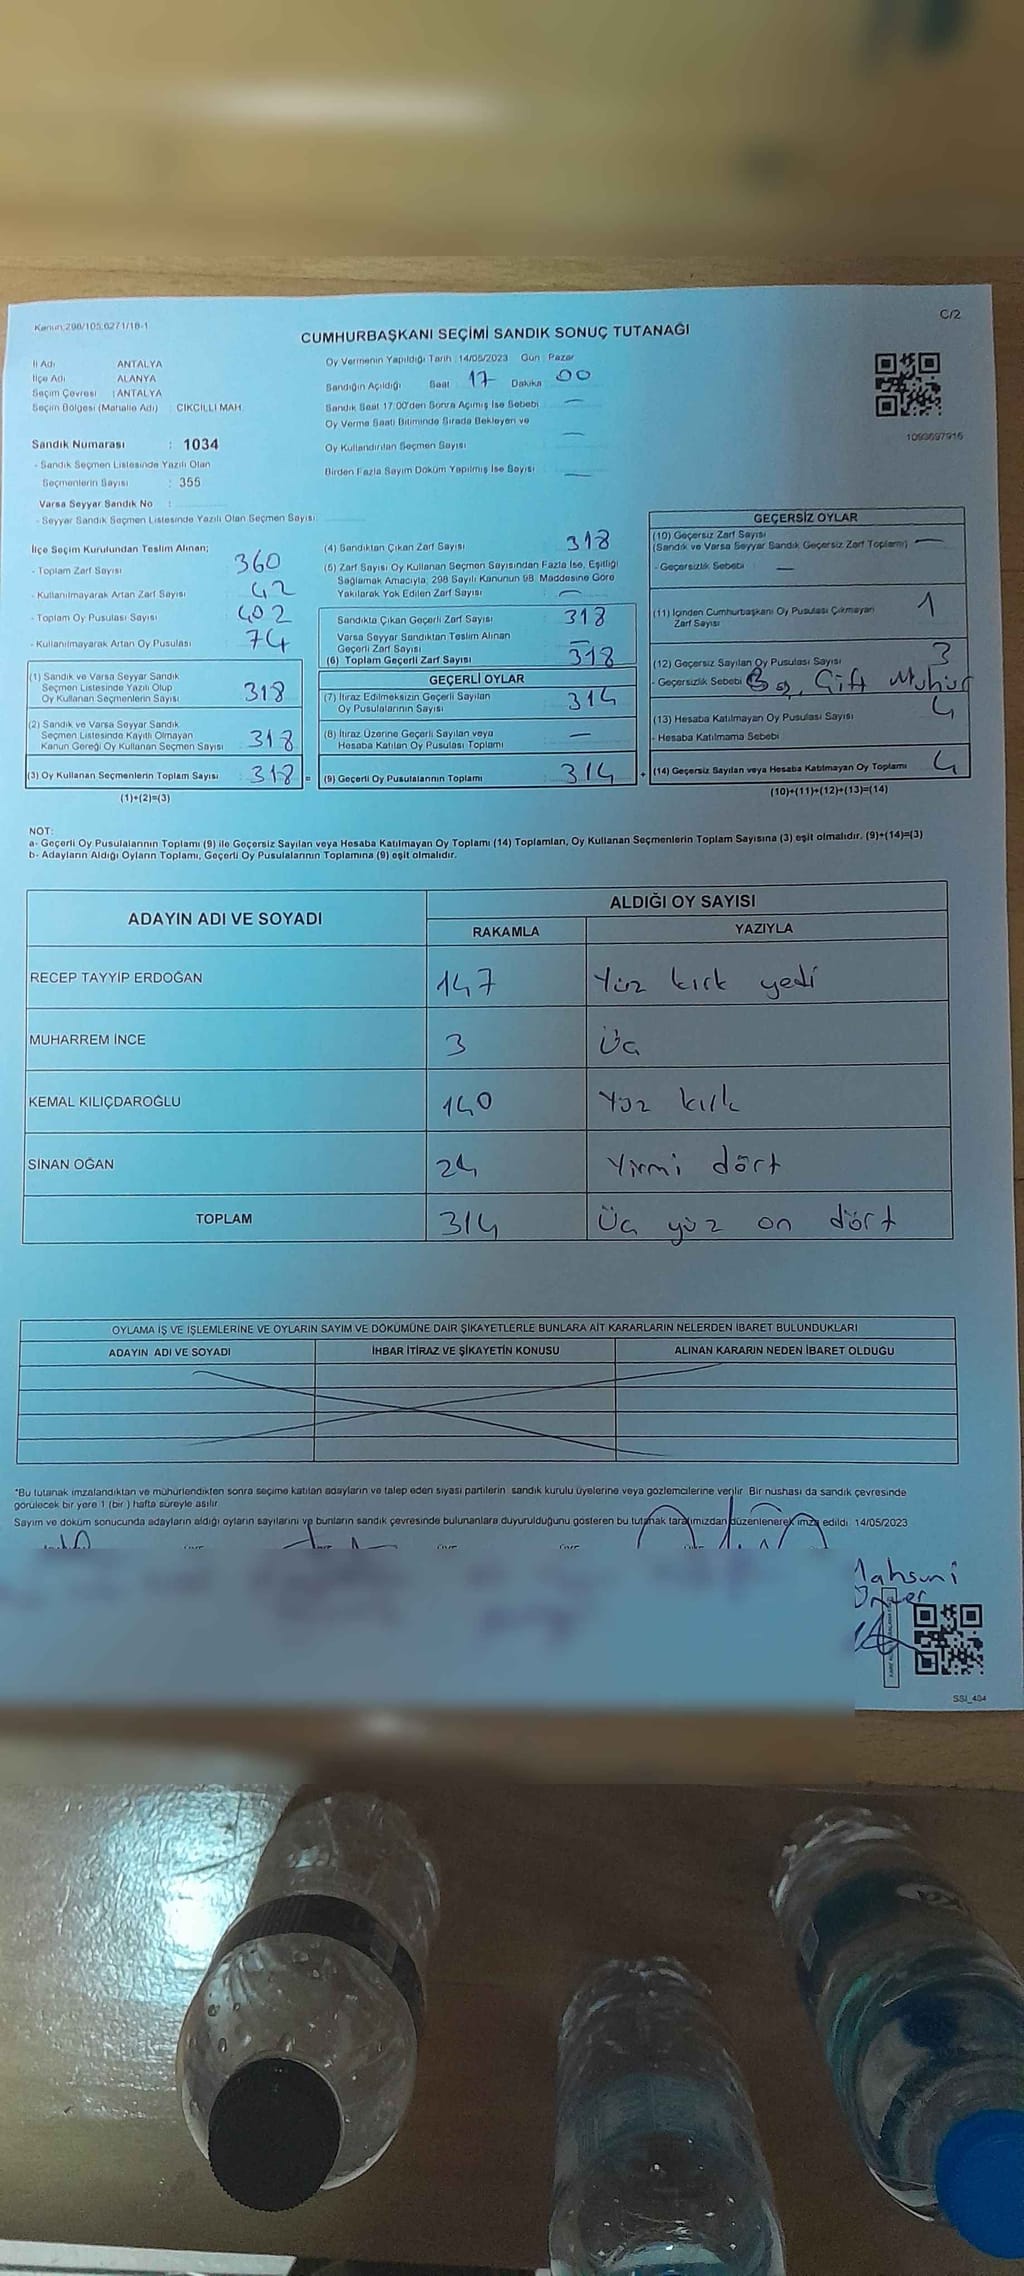 Kanun:298/105,6271/18-1
C/2
CUMHURBAŞKANI SEÇİMİ SANDIK SONUÇ TUTANAĞI
İl Adı ANTALYA
İlçe Adı ALANYA
Seçim Çevresi : ANTALYA
Seçim Bölgesi (Mahalle Adı) : CİKCİLLİ MAH.
Oy Vermenin Yapıldığı Tarih : 14/05/2023 Gün : Pazar
Sandığın Açıldığı Saat 17 Dakika 00
Sandık Saat 17:00'den Sonra Açımış İse Sebebi : —
Oy Verme Saati Bitiminde Sırada Bekleyen ve
Oy Kullandırılan Seçmen Sayısı —
Birden Fazla Sayım Döküm Yapılmış İse Sayısı : —
1093697916
Sandık Numarası : 1034
- Sandık Seçmen Listesinde Yazılı Olan
Seçmenlerin Sayısı : 355
Varsa Seyyar Sandık No :
- Seyyar Sandık Seçmen Listesinde Yazılı Olan Seçmen Sayısı:
İlçe Seçim Kurulundan Teslim Alınan;
- Toplam Zarf Sayısı 360
- Kullanılmayarak Artan Zarf Sayısı : 42
- Toplam Oy Pusulası Sayısı : 402
- Kullanılmayarak Artan Oy Pusulası : 74
(1) Sandık ve Varsa Seyyar Sandık
Seçmen Listesinde Yazılı Olup
Oy Kullanan Seçmenlerin Sayısı : 318
(2) Sandık ve Varsa Seyyar Sandık
Seçmen Listesinde Kayıtlı Olmayan
Kanun Gereği Oy Kullanan Seçmen Sayısı : 318
(3) Oy Kullanan Seçmenlerin Toplam Sayısı : 318 =
(1)+(2)=(3)
(4) Sandıktan Çıkan Zarf Sayısı : 318
(5) Zarf Sayısı Oy Kullanan Seçmen Sayısından Fazla İse, Eşitliği
Sağlamak Amacıyla, 298 Sayılı Kanunun 98. Maddesine Göre
Yakılarak Yok Edilen Zarf Sayısı : —
Sandıkta Çıkan Geçerli Zarf Sayısı : 318
Varsa Seyyar Sandıktan Teslim Alınan
Geçerli Zarf Sayısı : —
(6) Toplam Geçerli Zarf Sayısı : 318
GEÇERLİ OYLAR
(7) İtiraz Edilmeksizin Geçerli Sayılan
Oy Pusulalarının Sayısı : 314
(8) İtiraz Üzerine Geçerli Sayılan veya
Hesaba Katılan Oy Pusulası Toplamı : —
(9) Geçerli Oy Pusulalarının Toplamı : 314 +
GEÇERSİZ OYLAR
(10) Geçersiz Zarf Sayısı
(Sandık ve Varsa Seyyar Sandık Geçersiz Zarf Toplamı) —
- Geçersizlik Sebebi : —
(11) İçinden Cumhurbaşkanı Oy Pusulası Çıkmayan
Zarf Sayısı 1
(12) Geçersiz Sayılan Oy Pusulası Sayısı 3
- Geçersizlik Sebebi Çift Mühür
(13) Hesaba Katılmayan Oy Pusulası Sayısı 4
- Hesaba Katılmama Sebebi
(14) Geçersiz Sayılan veya Hesaba Katılmayan Oy Toplamı 4
(10)+(11)+(12)+(13)=(14)
NOT:
a- Geçerli Oy Pusulalarının Toplamı (9) ile Geçersiz Sayılan veya Hesaba Katılmayan Oy Toplamı (14) Toplamları, Oy Kullanan Seçmenlerin Toplam Sayısına (3) eşit olmalıdır. (9)+(14)=(3)
b- Adayların Aldığı Oyların Toplamı, Geçerli Oy Pusulalarının Toplamına (9) eşit olmalıdır.
ADAYIN ADI VE SOYADI
ALDIĞI OY SAYISI
RAKAMLA YAZIYLA
RECEP TAYYİP ERDOĞAN 147 Yüz kırk yedi
MUHARREM İNCE 3 Üç
KEMAL KILIÇDAROĞLU 140 Yüz kırk
SİNAN OĞAN 24 Yirmi dört
TOPLAM 314 Üç yüz on dört
OYLAMA İŞ VE İŞLEMLERİNE VE OYLARIN SAYIM VE DÖKÜMÜNE DAİR ŞİKAYETLERLE BUNLARA AİT KARARLARIN NELERDEN İBARET BULUNDUKLARI
ADAYIN ADI VE SOYADI İHBAR İTİRAZ VE ŞİKAYETİN KONUSU ALINAN KARARIN NEDEN İBARET OLDUĞU
*Bu tutanak imzalandıktan ve mühürlendikten sonra seçime katılan adayların ve talep eden siyasi partilerin sandık kurulu üyelerine veya gözlemcilerine verilir. Bir nüshası da sandık çevresinde
görülecek bir yere 1 (bir ) hafta süreyle asılır.
Sayım ve döküm sonucunda adayların aldığı oyların sayılarını ve bunların sandık çevresinde bulunanlara duyurulduğunu gösteren bu tutanak tarafımızdan düzenlenerek imza edildi. 14/05/2023
SSI_404